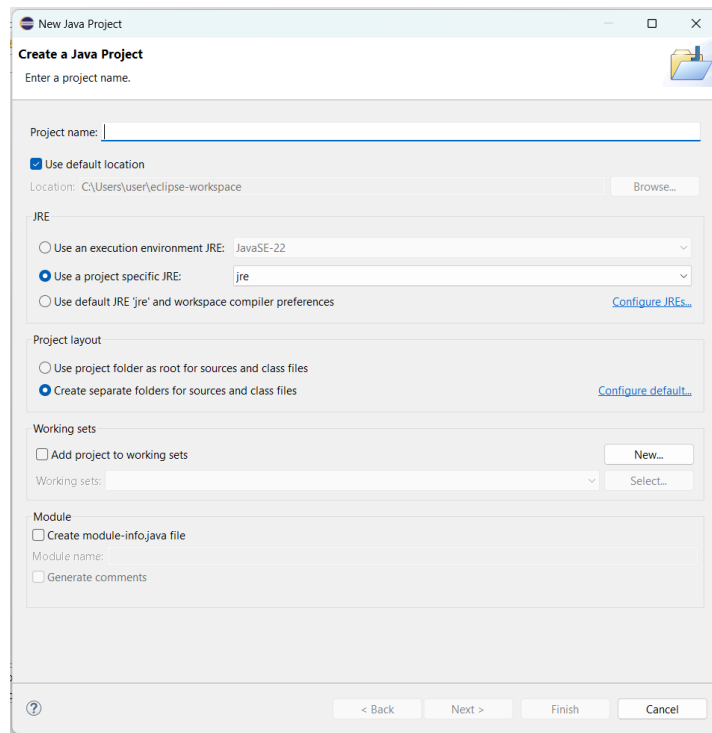 New Java Project
Create a Java Project
Enter a project name.
Project name:
Use default location
Location: C:\Users\user\eclipse-workspace Browse...
JRE
Use an execution environment JRE: JavaSE-22
Use a project specific JRE: jre
Use default JRE 'jre' and workspace compiler preferences Configure JREs...
Project layout
Use project folder as root for sources and class files
Create separate folders for sources and class files Configure default...
Working sets
Add project to working sets New...
Working sets: Select...
Module
Create module-info.java file
Module name:
Generate comments
? < Back Next > Finish Cancel